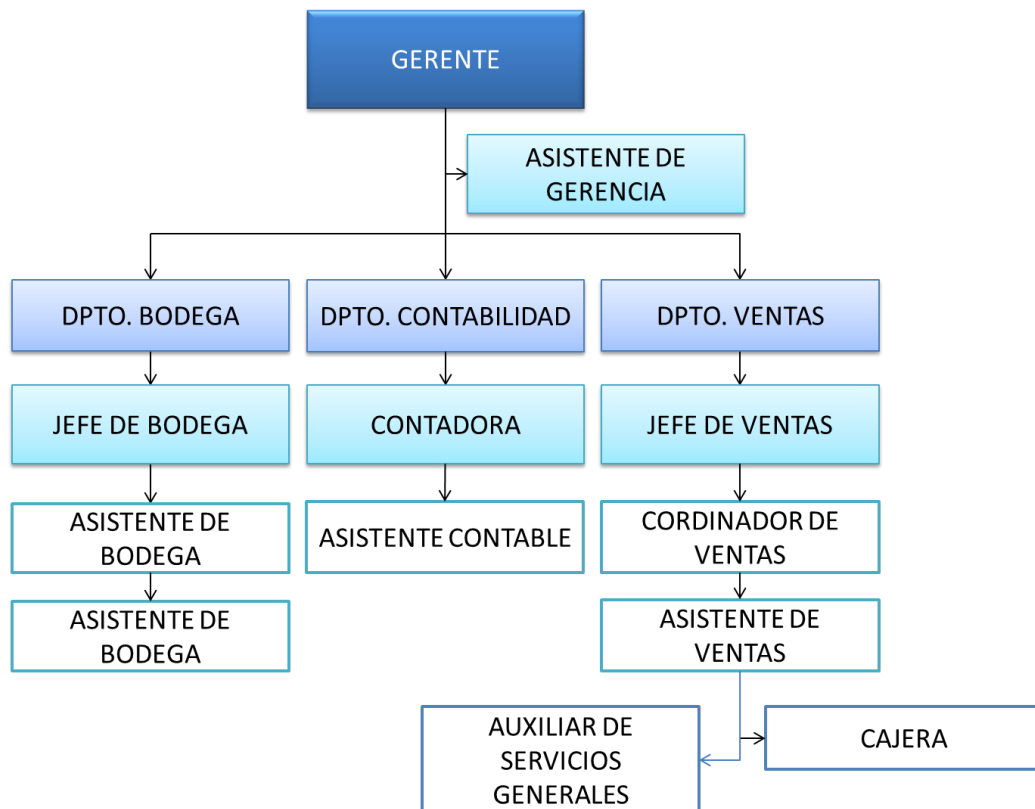 GERENTE
ASISTENTE DE
GERENCIA
DPTO. BODEGA
DPTO. CONTABILIDAD
DPTO. VENTAS
JEFE DE BODEGA
CONTADORA
JEFE DE VENTAS
ASISTENTE DE
BODEGA
ASISTENTE CONTABLE
CORDINADOR DE
VENTAS
ASISTENTE DE
BODEGA
ASISTENTE DE
VENTAS
AUXILIAR DE
SERVICIOS
GENERALES
CAJERA